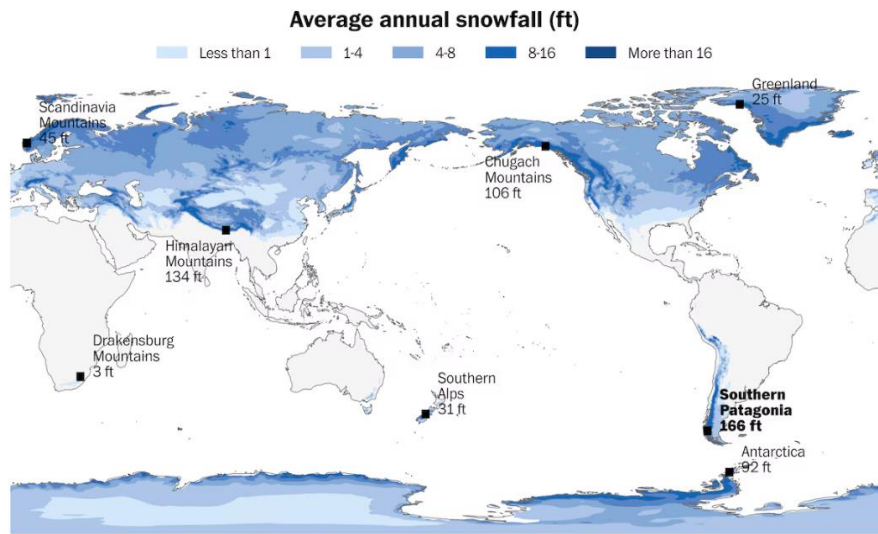 Average annual snowfall (ft)
Less than 1
1-4
4-8
8-16
More than 16
Scandinavia
Mountains
45 ft
Greenland
25 ft
Chugach
Mountains
106 ft
Himalayan
Mountains
134 ft
Drakensburg
Mountains
3 ft
Southern
Alps
31 ft
Southern
Patagonia
166 ft
Antarctica
92 ft